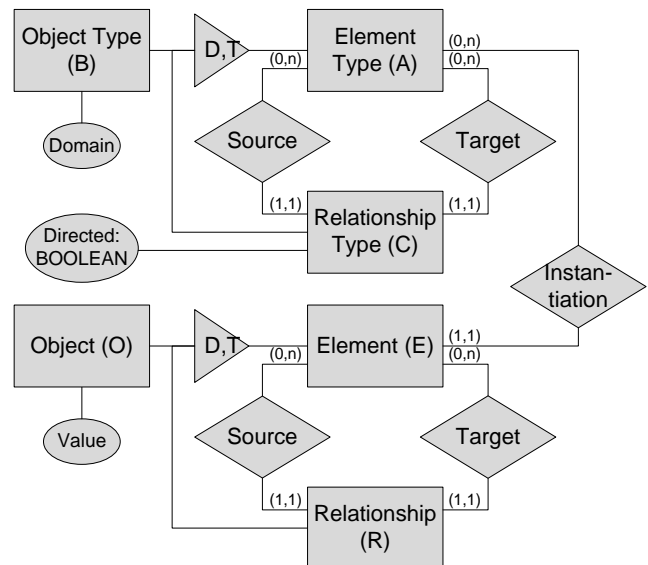 Object Type
(B)
D,T
Element
Type (A)
(0,n)
(0,n)
(0,n)
Domain
Source
Target
(1,1)
(1,1)
Relationship
Type (C)
Directed:
BOOLEAN
Instan-
tiation
Object (O)
D,T
Element (E)
(1,1)
(0,n)
(0,n)
Value
Source
Target
(1,1)
(1,1)
Relationship
(R)